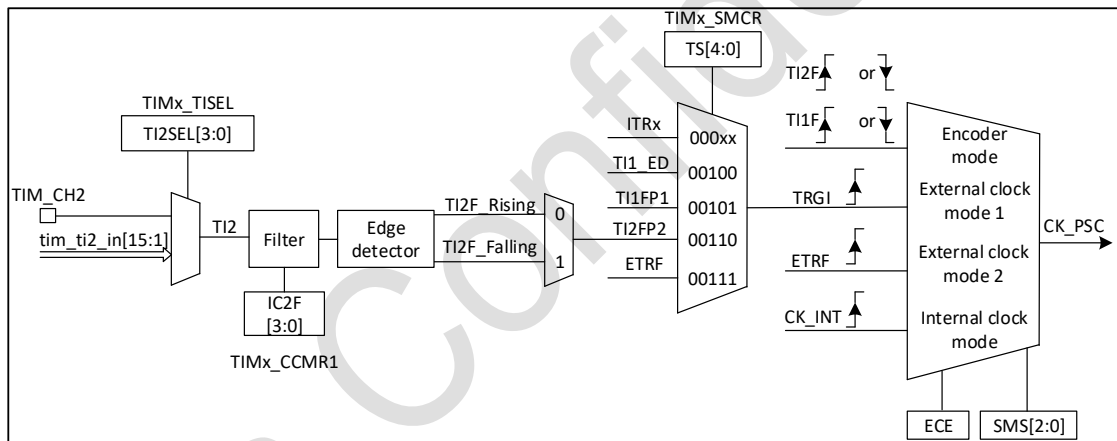 TIMx_SMCR
TS[4:0]
TIMx_TISEL
TI2SEL[3:0]
TIM_CH2
tim_ti2_in[15:1]
TI2
Filter
IC2F
[3:0]
TIMx_CCMR1
Edge
detector
TI2F_Rising
TI2F_Falling
0
1
ITRx
TI1_ED
TI1FP1
TI2FP2
ETRF
000xx
00100
00101
00110
00111
TI2F or
TI1F or
TRGI
ETRF
CK_INT
Encoder
mode
External clock
mode 1
External clock
mode 2
Internal clock
mode
CK_PSC
ECE
SMS[2:0]